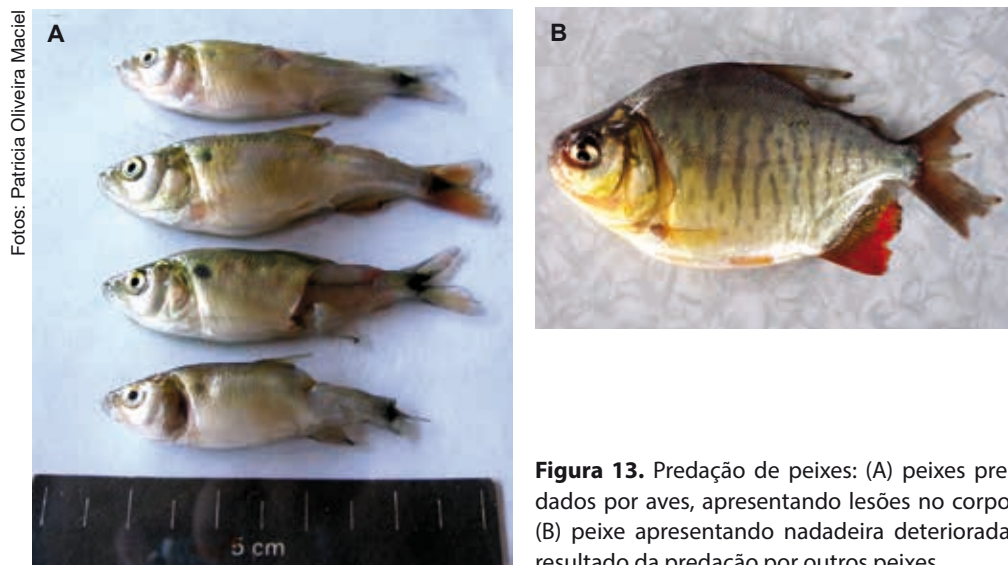 Fotos: Patricia Oliveira Maciel
A
B
5 cm
Figura 13. Predação de peixes: (A) peixes pre-
dados por aves, apresentando lesões no corpo
(B) peixe apresentando nadadeira deteriorada
resultado da predação por outros peixes